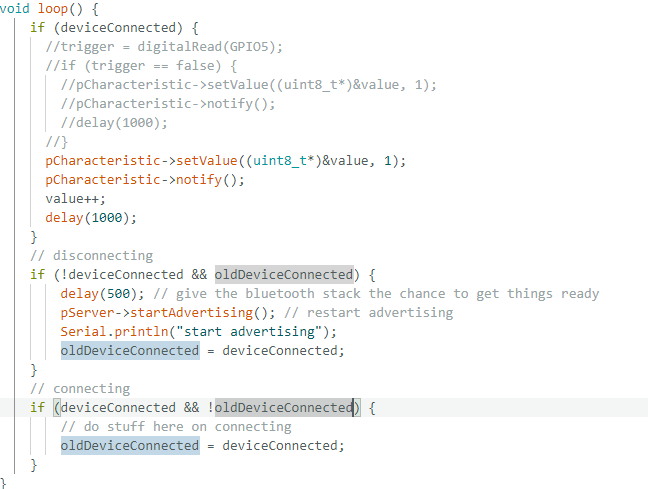 void loop() {
    if (deviceConnected) {
      //trigger = digitalRead(GPIO5);
      //if (trigger == false) {
        //pCharacteristic->setValue((uint8_t*)&value, 1);
        //pCharacteristic->notify();
        //delay(1000);
      //}
      pCharacteristic->setValue((uint8_t*)&value, 1);
      pCharacteristic->notify();
      value++;
      delay(1000);
    }
    // disconnecting
    if (!deviceConnected && oldDeviceConnected) {
        delay(500); // give the bluetooth stack the chance to get things ready
        pServer->startAdvertising(); // restart advertising
        Serial.println("start advertising");
        oldDeviceConnected = deviceConnected;
    }
    // connecting
    if (deviceConnected && !oldDeviceConnected) {
        // do stuff here on connecting
        oldDeviceConnected = deviceConnected;
    }
}